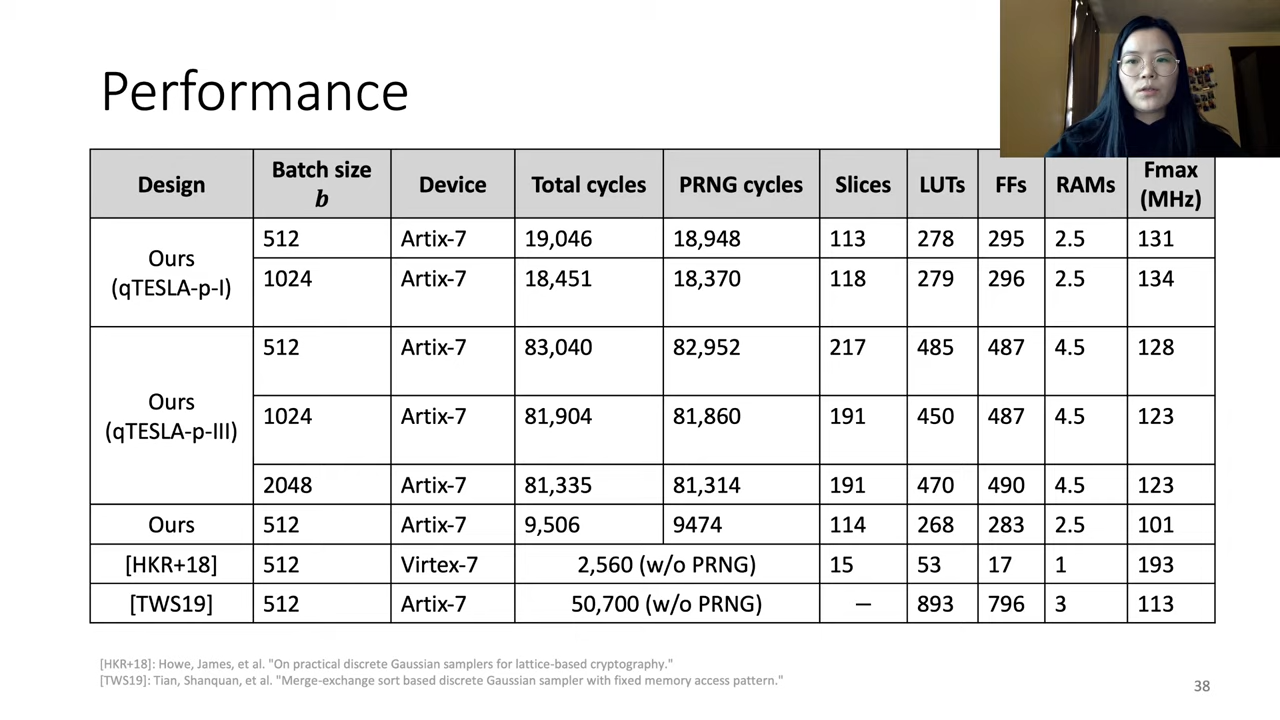 Performance
Design Batch size b Device Total cycles PRNG cycles Slices LUTs FFs RAMs Fmax (MHz)
Ours (qTESLA-p-I) 512 Artix-7 19,046 18,948 113 278 295 2.5 131
1024 Artix-7 18,451 18,370 118 279 296 2.5 134
Ours (qTESLA-p-III) 512 Artix-7 83,040 82,952 217 485 487 4.5 128
1024 Artix-7 81,904 81,860 191 450 487 4.5 123
2048 Artix-7 81,335 81,314 191 470 490 4.5 123
Ours 512 Artix-7 9,506 9474 114 268 283 2.5 101
[HKR+18] 512 Virtex-7 2,560 (w/o PRNG) 15 53 17 1 193
[TWS19] 512 Artix-7 50,700 (w/o PRNG) — 893 796 3 113
[HKR+18]: Howe, James, et al. "On practical discrete Gaussian samplers for lattice-based cryptography."
[TWS19]: Tian, Shanquan, et al. "Merge-exchange sort based discrete Gaussian sampler with fixed memory access pattern."
38